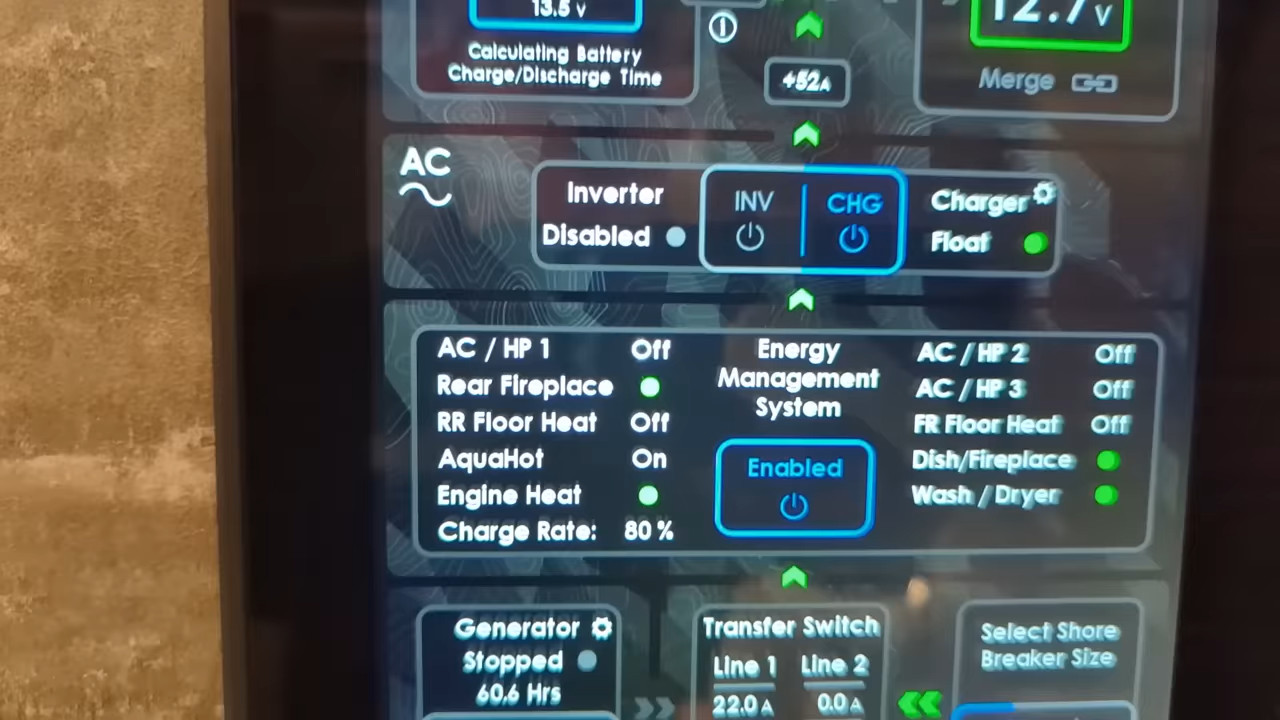 13.5 v
12.7 v
Calculating Battery
Charge/Discharge Time
+52A
Merge
AC
Inverter
Disabled
INV
CHG
Charger
Float
AC / HP 1 Off
Rear Fireplace
RR Floor Heat Off
AquaHot On
Engine Heat
Charge Rate: 80 %
Energy
Management
System
Enabled
AC / HP 2 Off
AC / HP 3 Off
FR Floor Heat Off
Dish/Fireplace
Wash / Dryer
Generator
Stopped
60.6 Hrs
Transfer Switch
Line 1 Line 2
22.0 A 0.0 A
Select Shore
Breaker Size